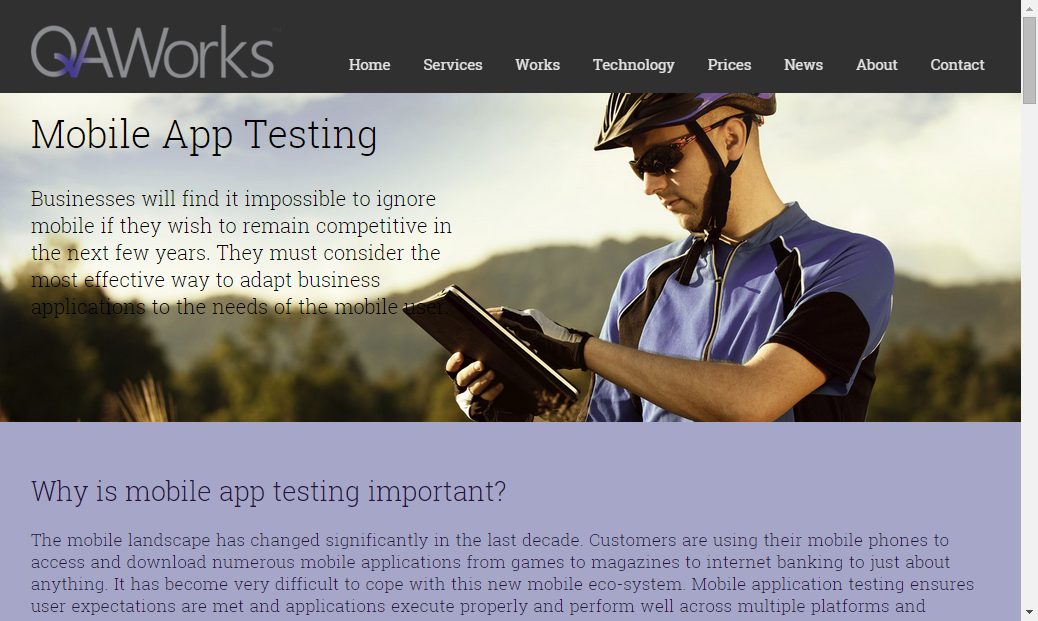 QAWorks
Home Services Works Technology Prices News About Contact
Mobile App Testing
Businesses will find it impossible to ignore
mobile if they wish to remain competitive in
the next few years. They must consider the
most effective way to adapt business
applications to the needs of the mobile user.
Why is mobile app testing important?
The mobile landscape has changed significantly in the last decade. Customers are using their mobile phones to
access and download numerous mobile applications from games to magazines to internet banking to just about
anything. It has become very difficult to cope with this new mobile eco-system. Mobile application testing ensures
user expectations are met and applications execute properly and perform well across multiple platforms and